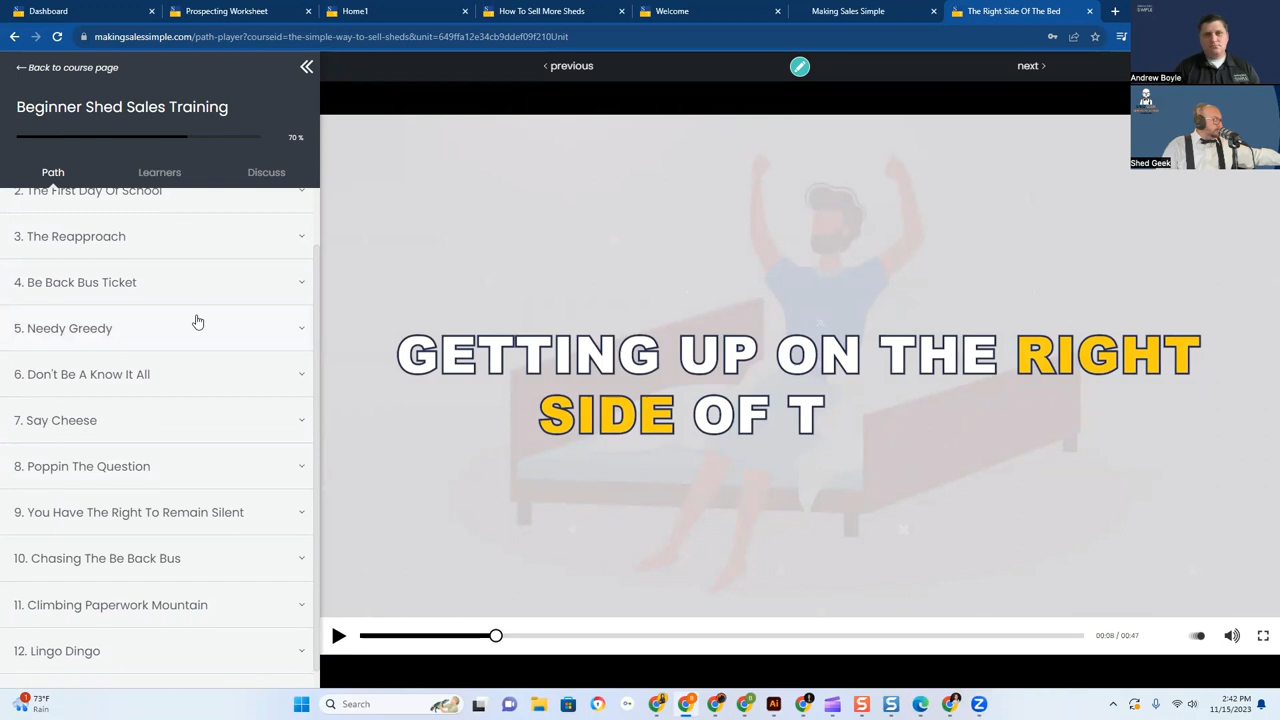 Dashboard
Prospecting Worksheet
Home1
How To Sell More Sheds
Welcome
Making Sales Simple
The Right Side Of The Bed
makingsalessimple.com/path-player?courseid=the-simple-way-to-sell-sheds&unit=649ffa12e34cb9ddef09f210Unit
Back to course page
previous
next
Andrew Boyle
Shed Geek
Beginner Shed Sales Training
70 %
Path
Learners
Discuss
2. The First Day Of School
3. The Reapproach
4. Be Back Bus Ticket
5. Needy Greedy
6. Don't Be A Know It All
7. Say Cheese
8. Poppin The Question
9. You Have The Right To Remain Silent
10. Chasing The Be Back Bus
11. Climbing Paperwork Mountain
12. Lingo Dingo
GETTING UP ON THE RIGHT
SIDE OF T
00:08 / 00:47
1
73°F
Rain
Search
Ai
2:42 PM
11/15/2023